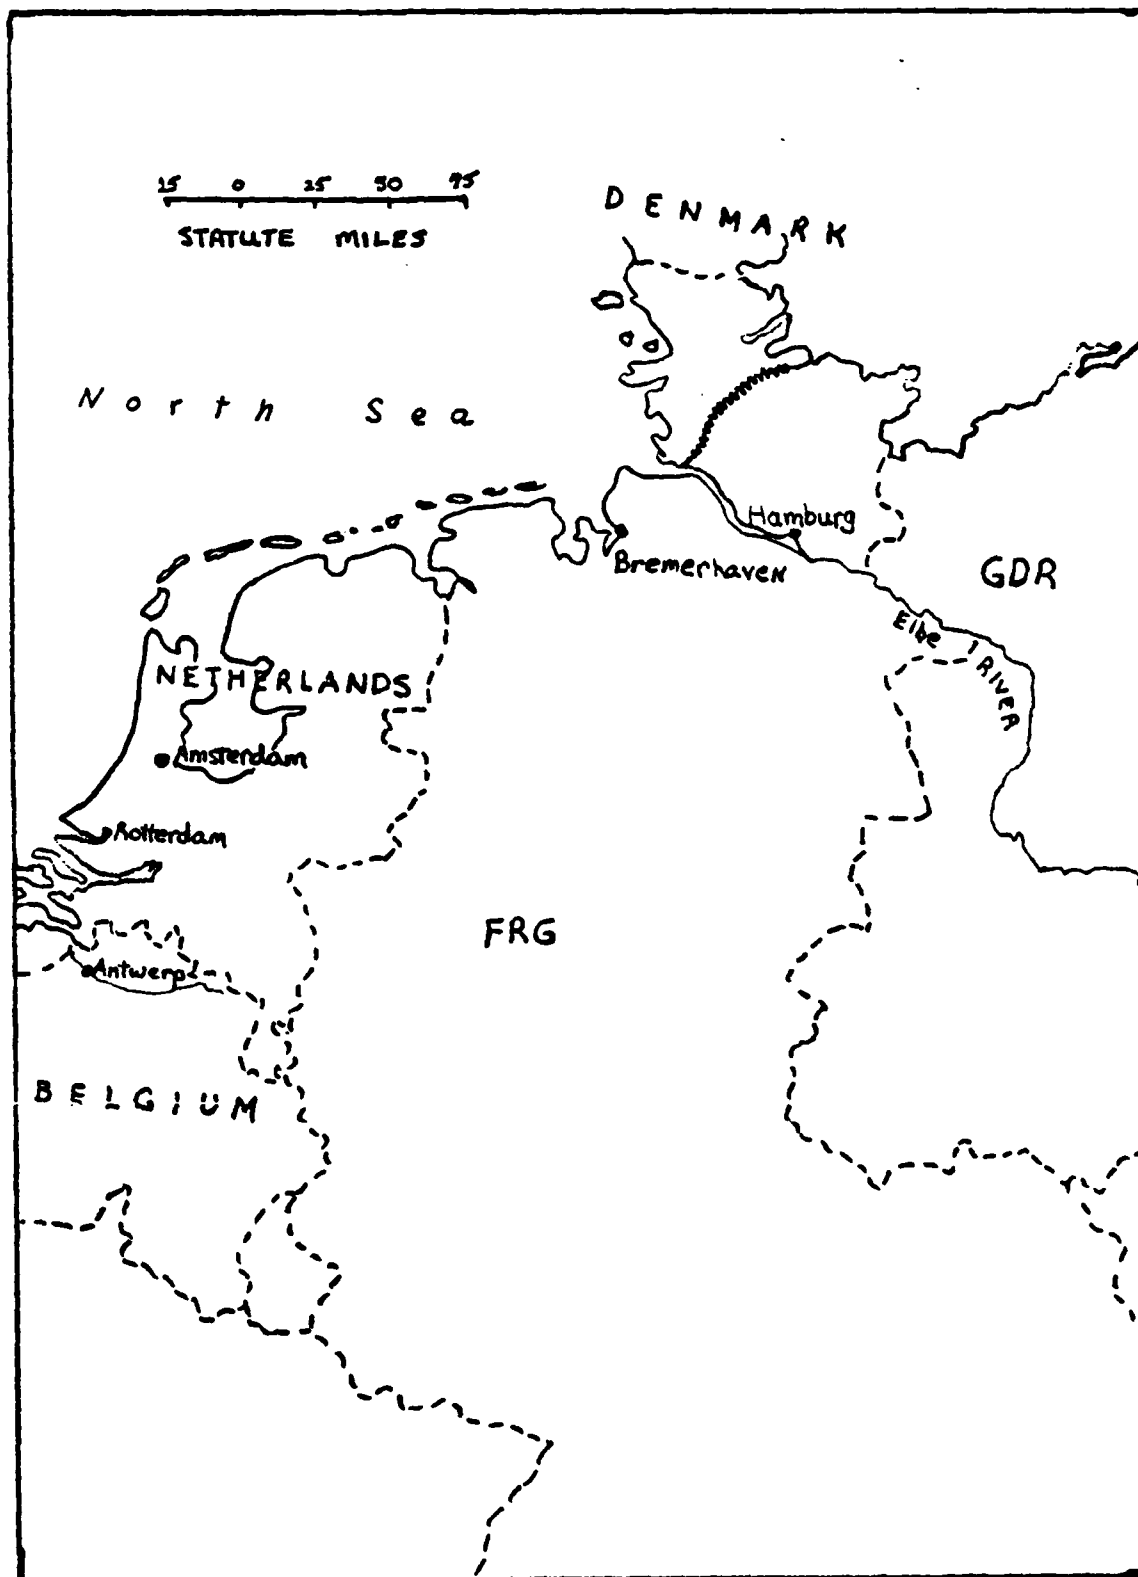 25 0 25 50 75
STATUTE MILES
DENMARK
North Sea
Hamburg
Bremerhaven
GDR
Elbe River
NETHERLANDS
Amsterdam
Rotterdam
FRG
Antwerp
BELGIUM